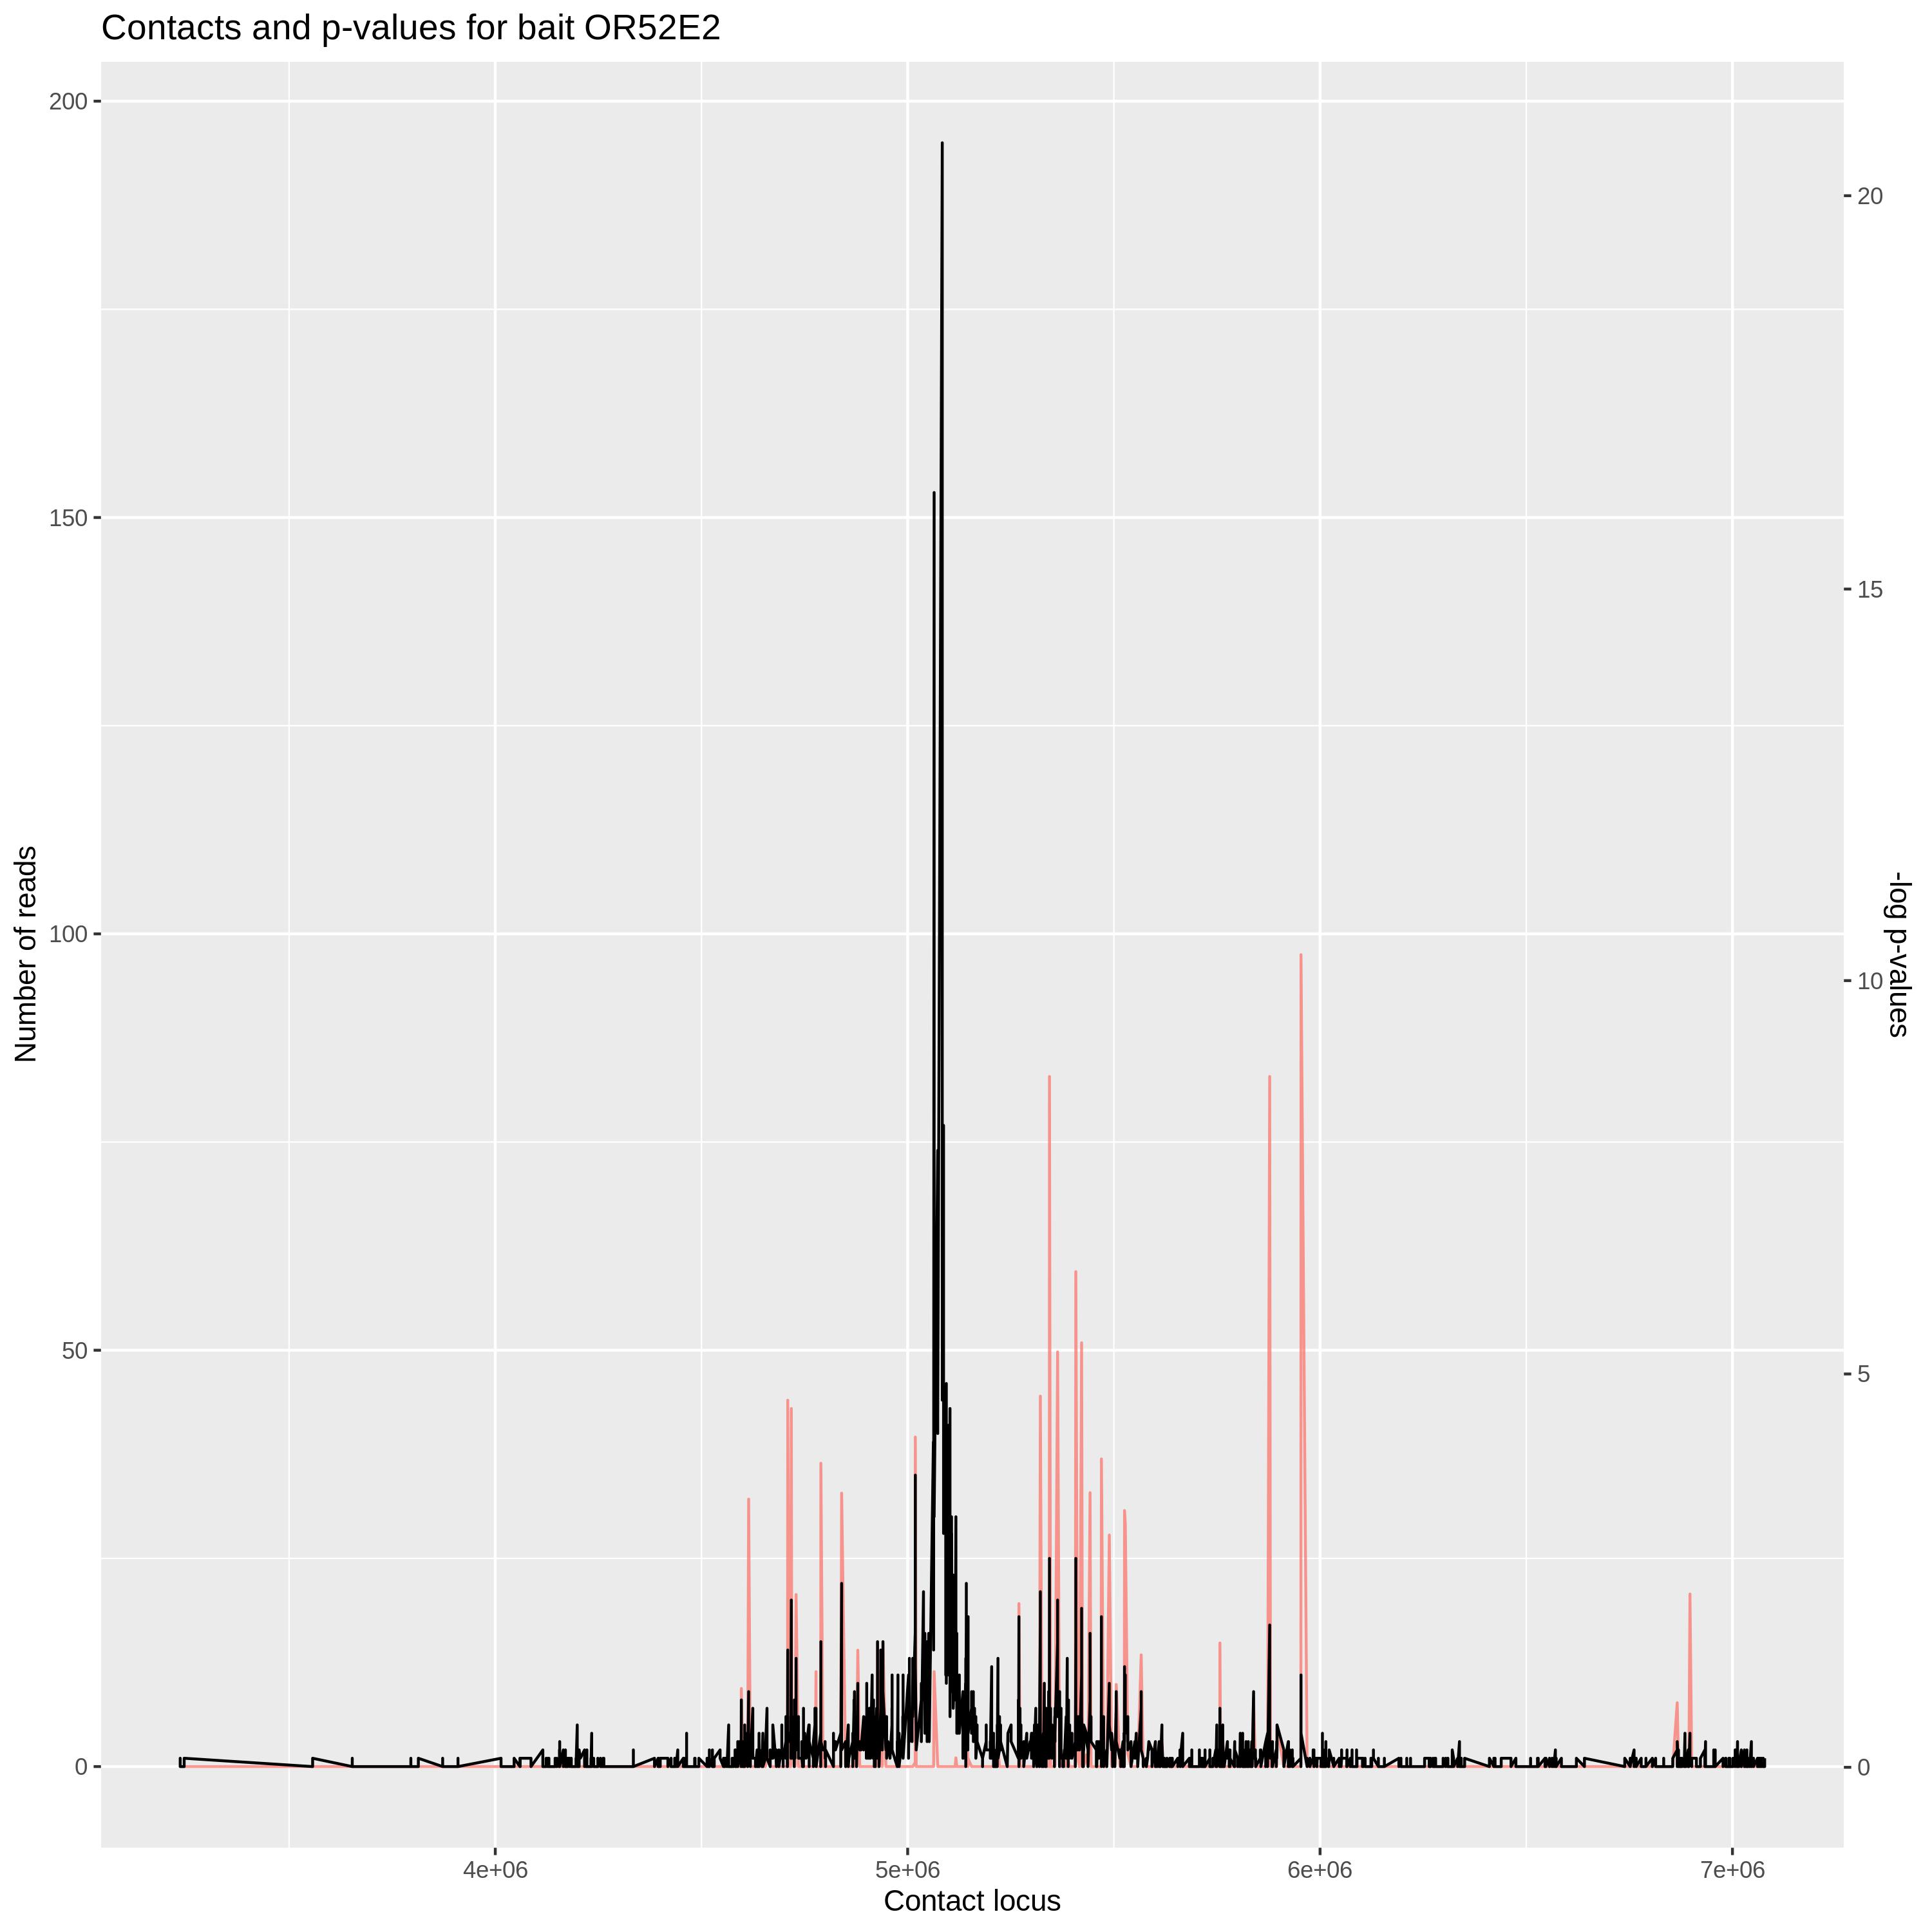 Contacts and p-values for bait OR52E2
200
150
100
50
0
Number of reads
20
15
10
5
0
-log p-values
4e+06
5e+06
6e+06
7e+06
Contact locus